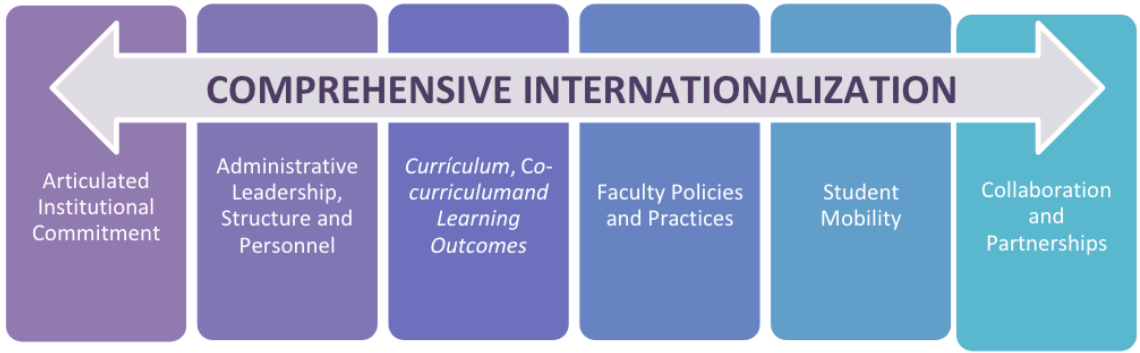 COMPREHENSIVE INTERNATIONALIZATION
Articulated
Institutional
Commitment
Administrative
Leadership,
Structure and
Personnel
Currículum, Co-
curriculumand
Learning
Outcomes
Faculty Policies
and Practices
Student
Mobility
Collaboration
and
Partnerships